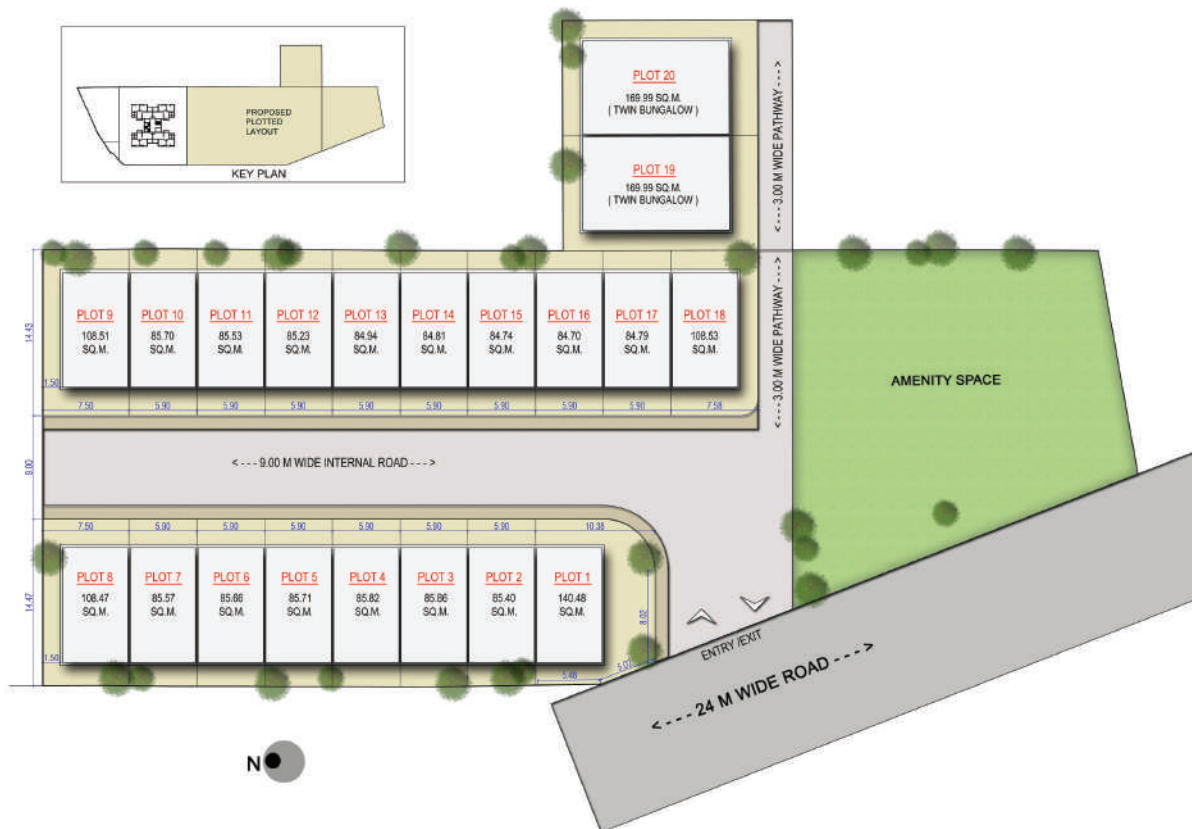 PROPOSED
PLOTTED
LAYOUT
KEY PLAN
PLOT 20
169.99 SQ.M.
( TWIN BUNGALOW )
PLOT 19
169.99 SQ.M.
( TWIN BUNGALOW )
<---3.00 M WIDE PATHWAY--->
<---3.00 M WIDE PATHWAY--->
PLOT 9
108.51
SQ.M.
PLOT 10
85.70
SQ.M.
PLOT 11
85.53
SQ.M.
PLOT 12
85.23
SQ.M.
PLOT 13
84.94
SQ.M.
PLOT 14
84.81
SQ.M.
PLOT 15
84.74
SQ.M.
PLOT 16
84.70
SQ.M.
PLOT 17
84.79
SQ.M.
PLOT 18
108.53
SQ.M.
14.43
1.50
7.50 5.90 5.90 5.90 5.90 5.90 5.90 5.90 5.90 7.58
AMENITY SPACE
9.00
<---9.00 M WIDE INTERNAL ROAD--->
7.50 5.90 5.90 5.90 5.90 5.90 5.90 10.38
PLOT 8
108.47
SQ.M.
PLOT 7
85.57
SQ.M.
PLOT 6
85.66
SQ.M.
PLOT 5
85.71
SQ.M.
PLOT 4
85.82
SQ.M.
PLOT 3
85.86
SQ.M.
PLOT 2
85.40
SQ.M.
PLOT 1
140.48
SQ.M.
14.47
1.50
8.02
5.07
5.48
ENTRY /EXIT
<---24 M WIDE ROAD--->
N